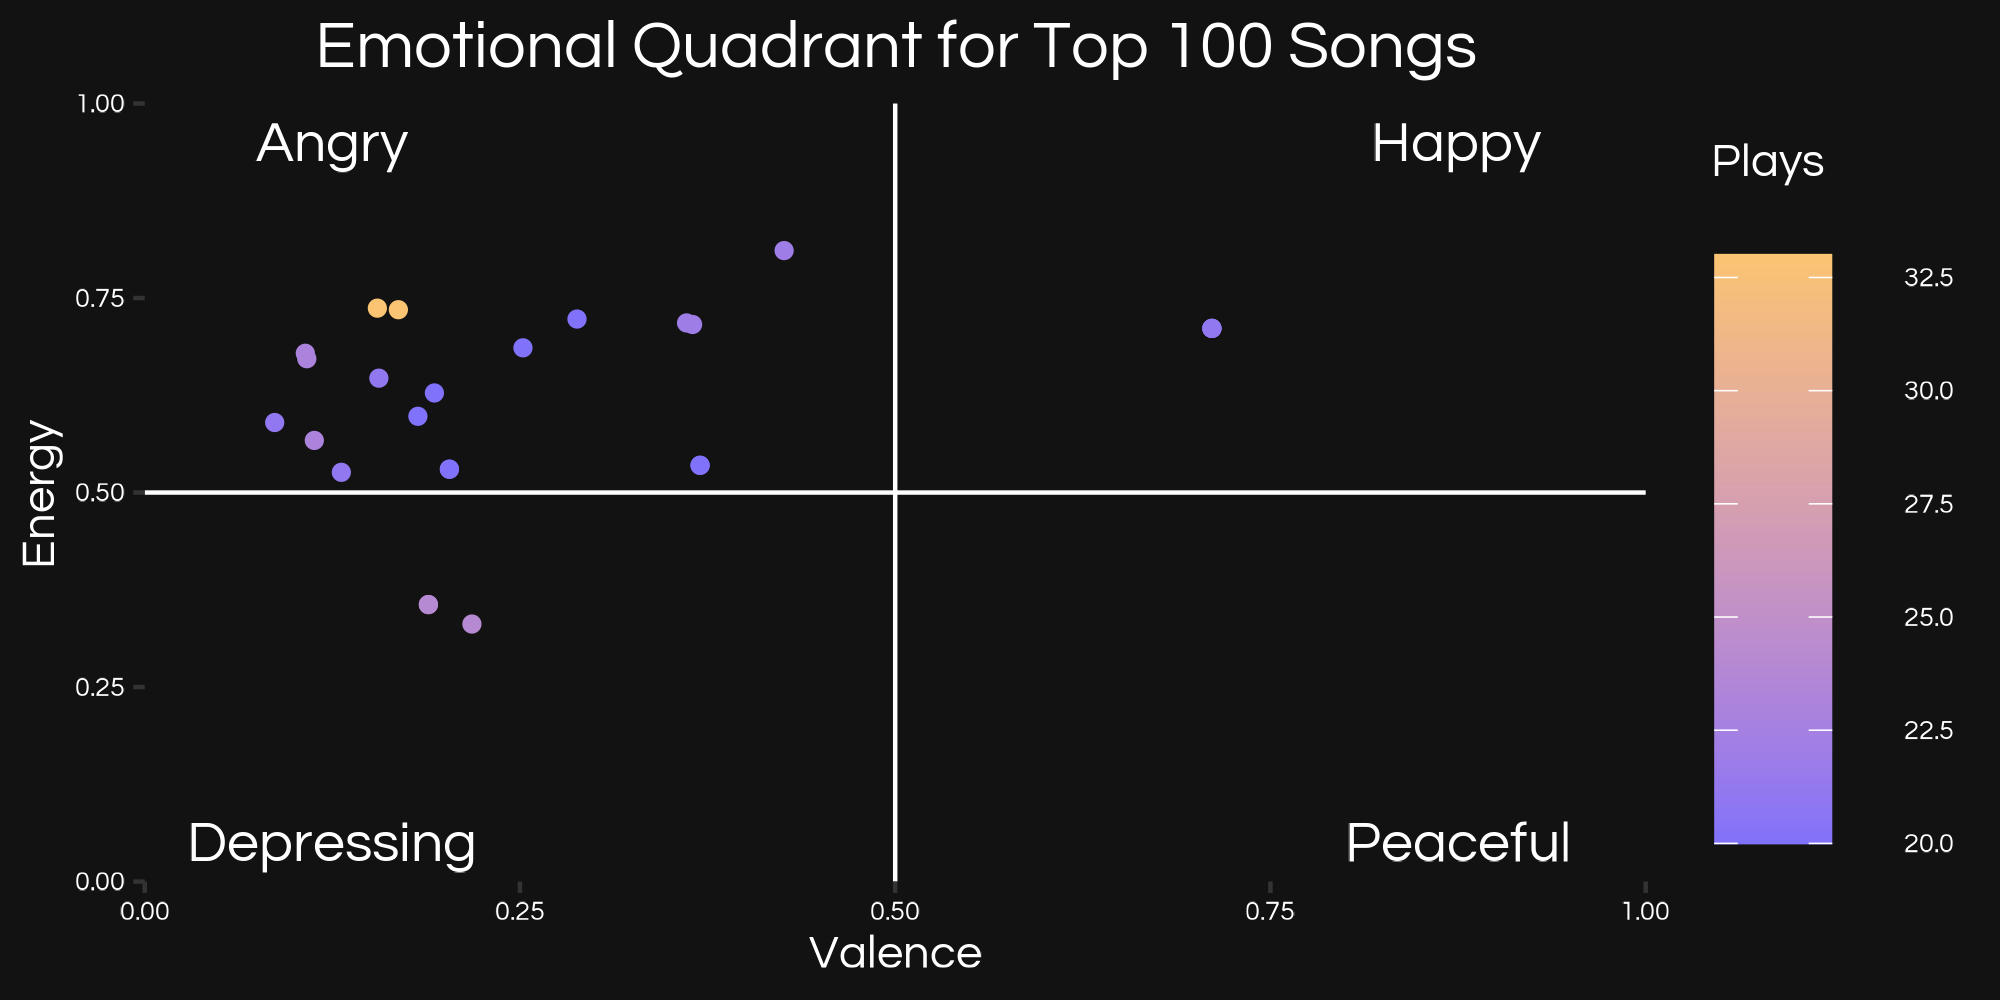 Emotional Quadrant for Top 100 Songs
1.00
Angry
Happy
Plays
32.5
0.75
30.0
27.5
Energy
0.50
25.0
0.25
22.5
Depressing
Peaceful
20.0
0.00
0.00
0.25
0.50
0.75
1.00
Valence